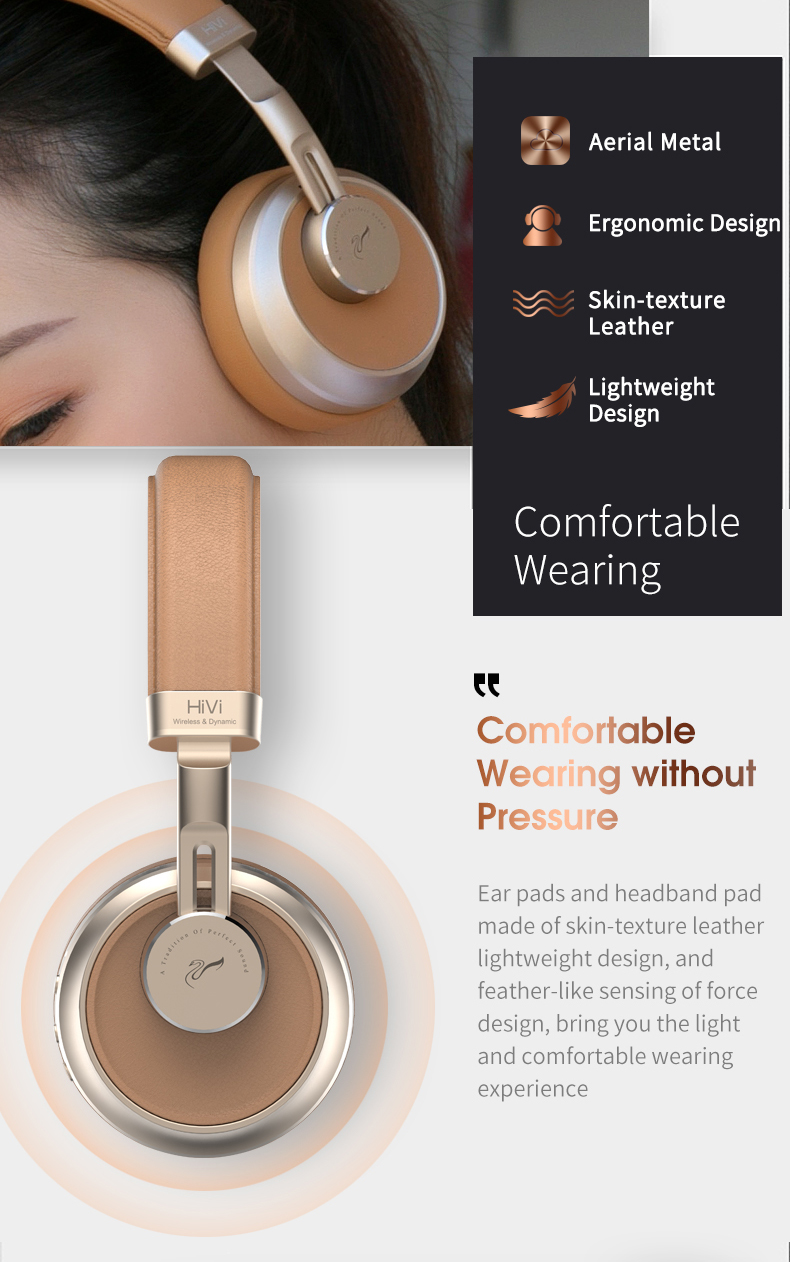 HiVi
Aerial Metal
Ergonomic Design
Skin-texture
Leather
Lightweight
Design
Comfortable
Wearing
HiVi
Wireless & Dynamic
A Tradition Of Perfect Sound
Comfortable
Wearing without
Pressure
Ear pads and headband pad
made of skin-texture leather
lightweight design, and
feather-like sensing of force
design, bring you the light
and comfortable wearing
experience